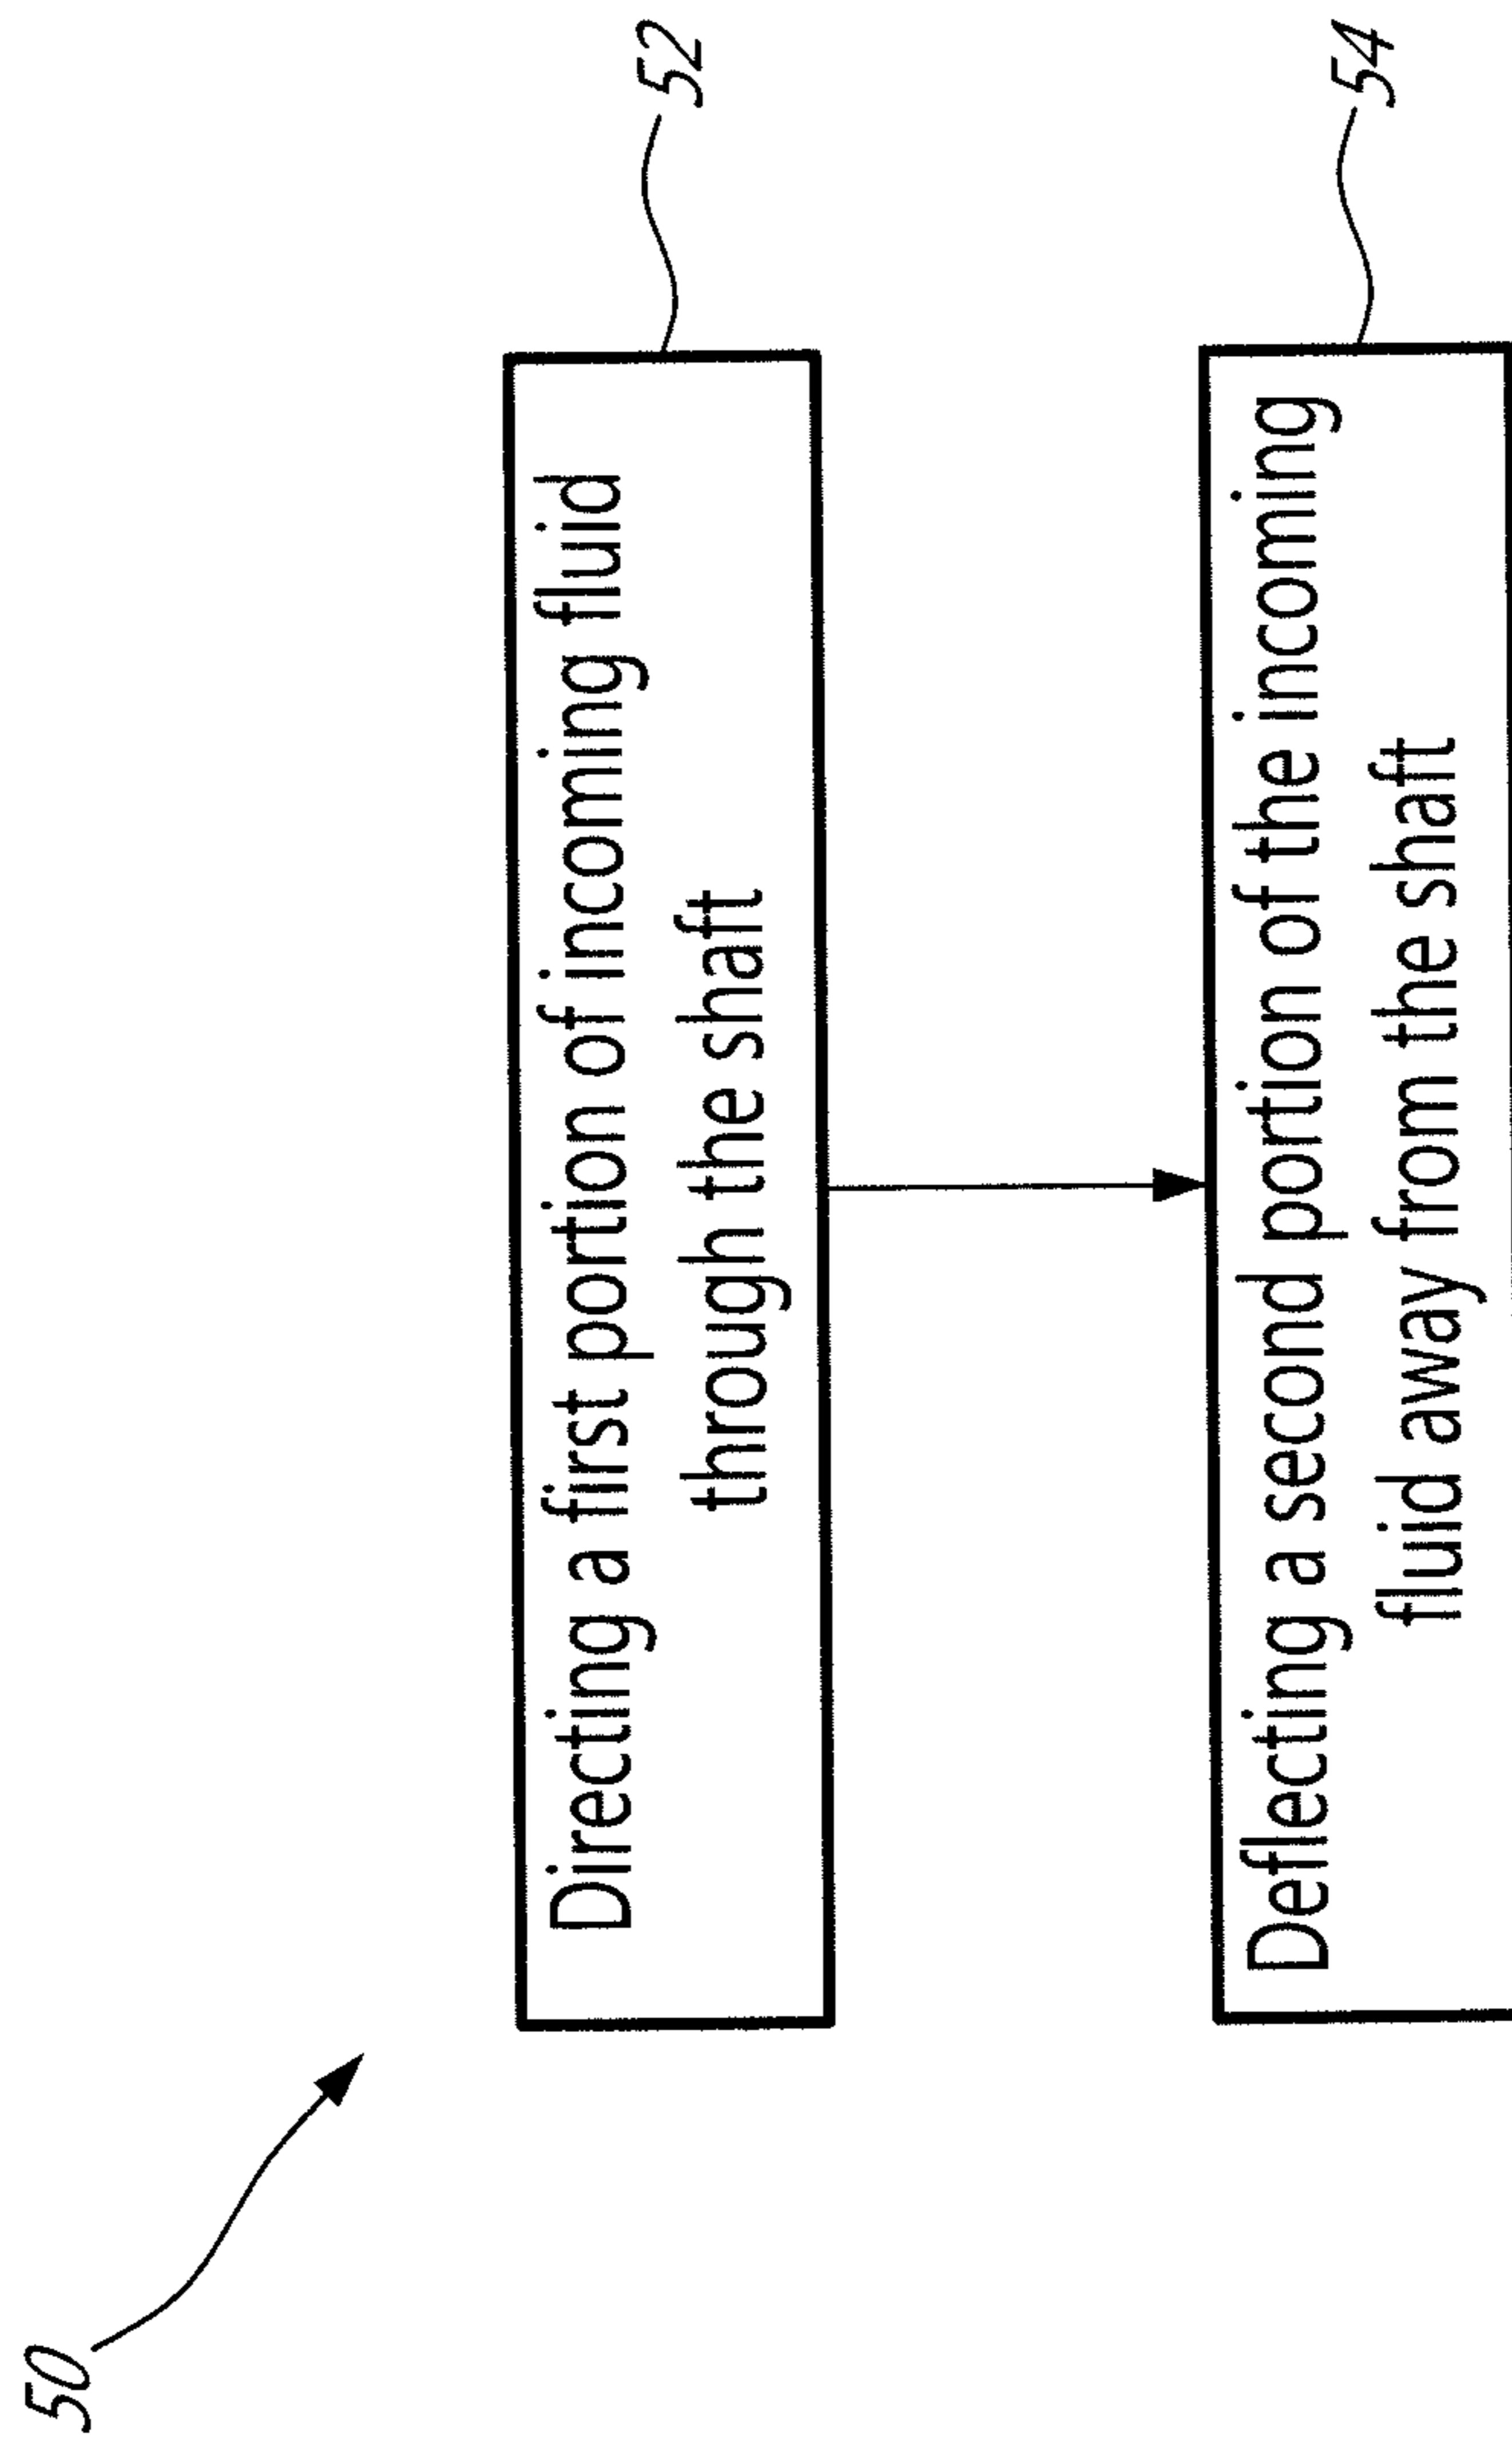 50
Directing a first portion of incoming fluid
through the shaft
52
Deflecting a second portion of the incoming
fluid away from the shaft
54